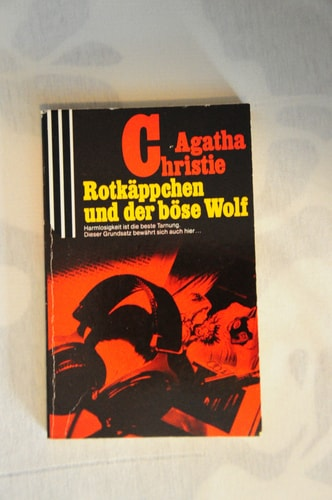 Agatha
Christie
Rotkäppchen
und der böse Wolf
Harmlosigkeit ist die beste Tarnung.
Dieser Grundsatz bewährt sich auch hier...